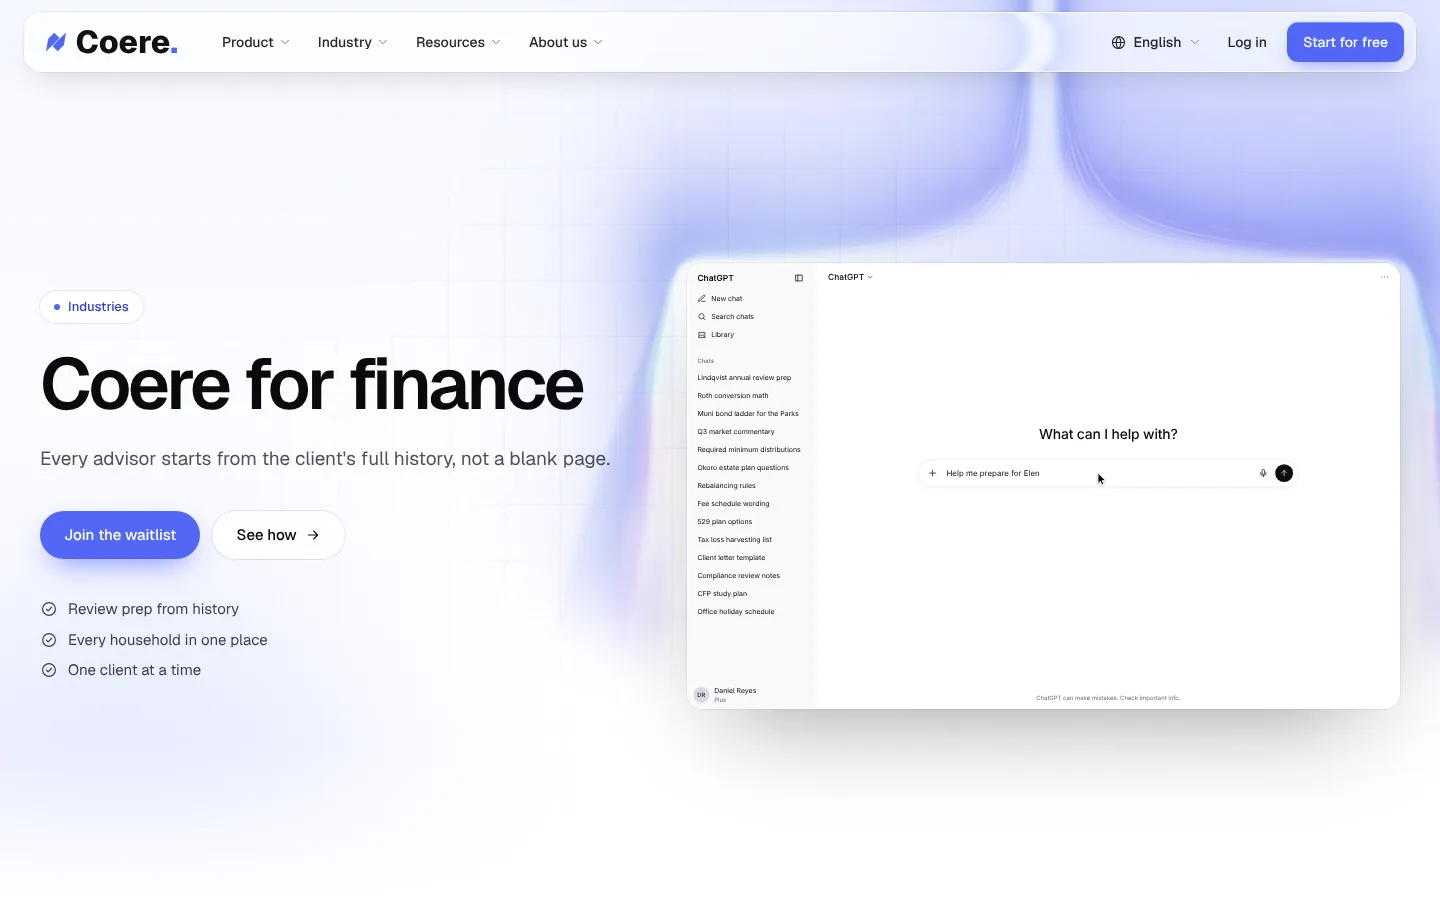 Coere.
Product
Industry
Resources
About us
English
Log in
Start for free
Industries
Coere for finance
Every advisor starts from the client's full history, not a blank page.
Join the waitlist
See how
Review prep from history
Every household in one place
One client at a time
ChatGPT
New chat
Search chats
Library
Chats
Lindqvist annual review prep
Roth conversion math
Muni bond ladder for the Parks
Q3 market commentary
Required minimum distributions
Okoro estate plan questions
Rebalancing rules
Fee schedule wording
529 plan options
Tax loss harvesting list
Client letter template
Compliance review notes
CFP study plan
Office holiday schedule
DR
Daniel Reyes
Plus
ChatGPT
What can I help with?
Help me prepare for Elen
ChatGPT can make mistakes. Check important info.